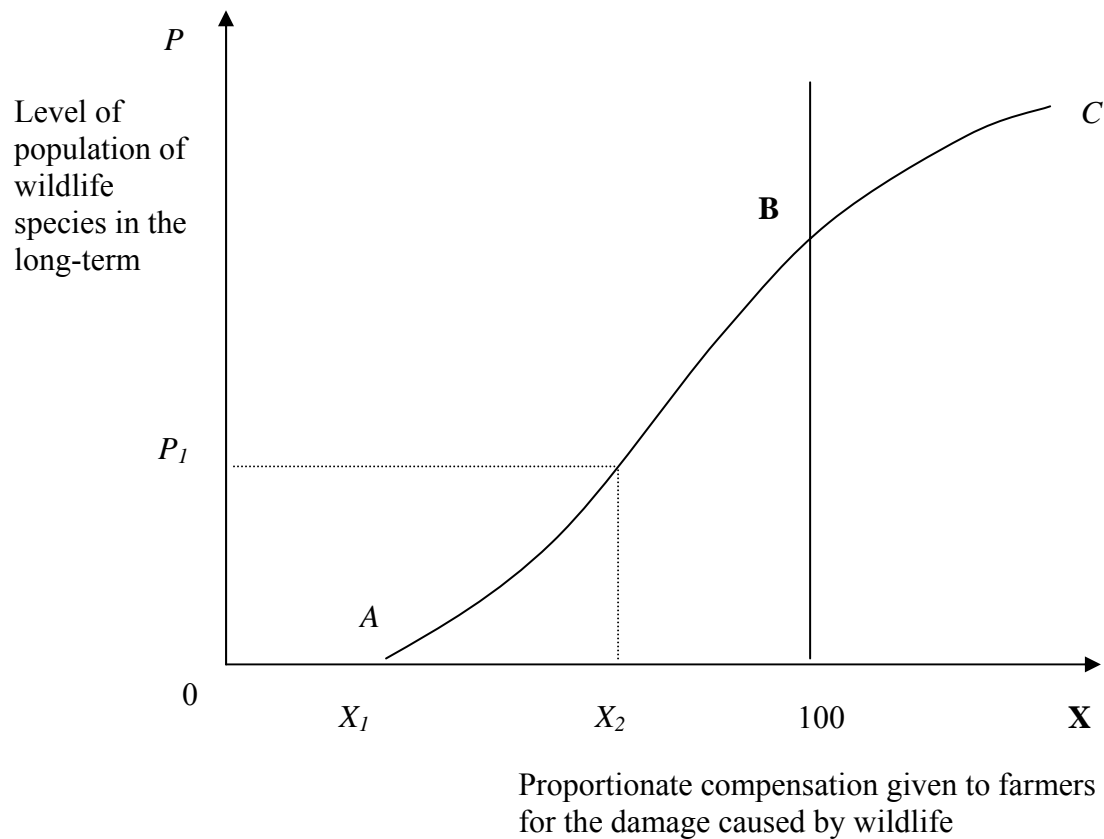 P
Level of
population of
wildlife
species in the
long-term
C
B
P1
A
0
X1
X2
100
X
Proportionate compensation given to farmers
for the damage caused by wildlife